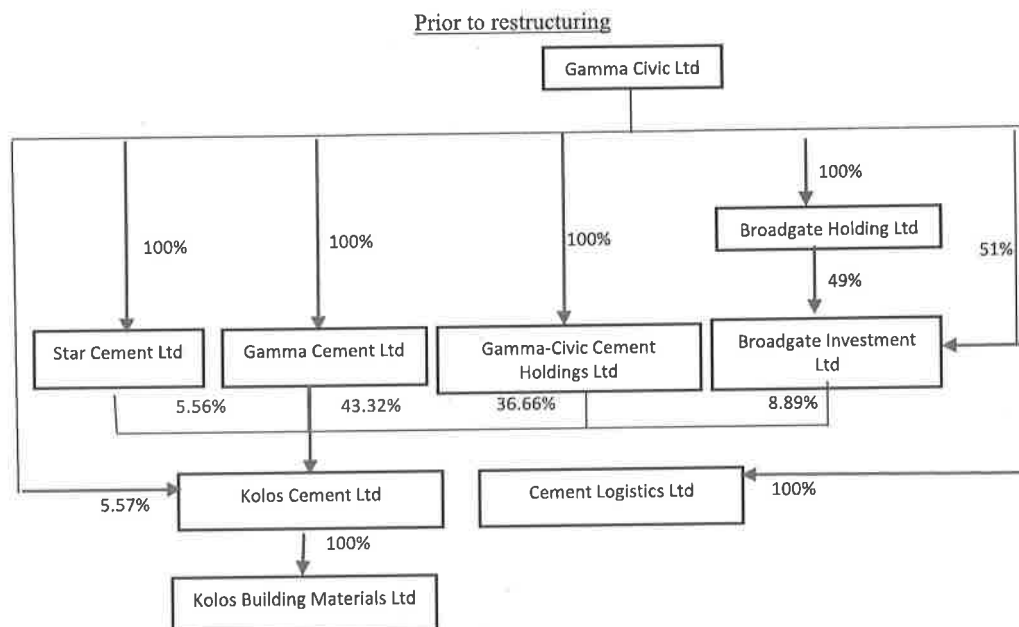 Prior to restructuring
Gamma Civic Ltd
100%
Broadgate Holding Ltd
100%
100%
100%
51%
49%
Star Cement Ltd
Gamma Cement Ltd
Gamma-Civic Cement
Holdings Ltd
Broadgate Investment
Ltd
5.56%
43.32%
36.66%
8.89%
Kolos Cement Ltd
Cement Logistics Ltd
5.57%
100%
100%
Kolos Building Materials Ltd